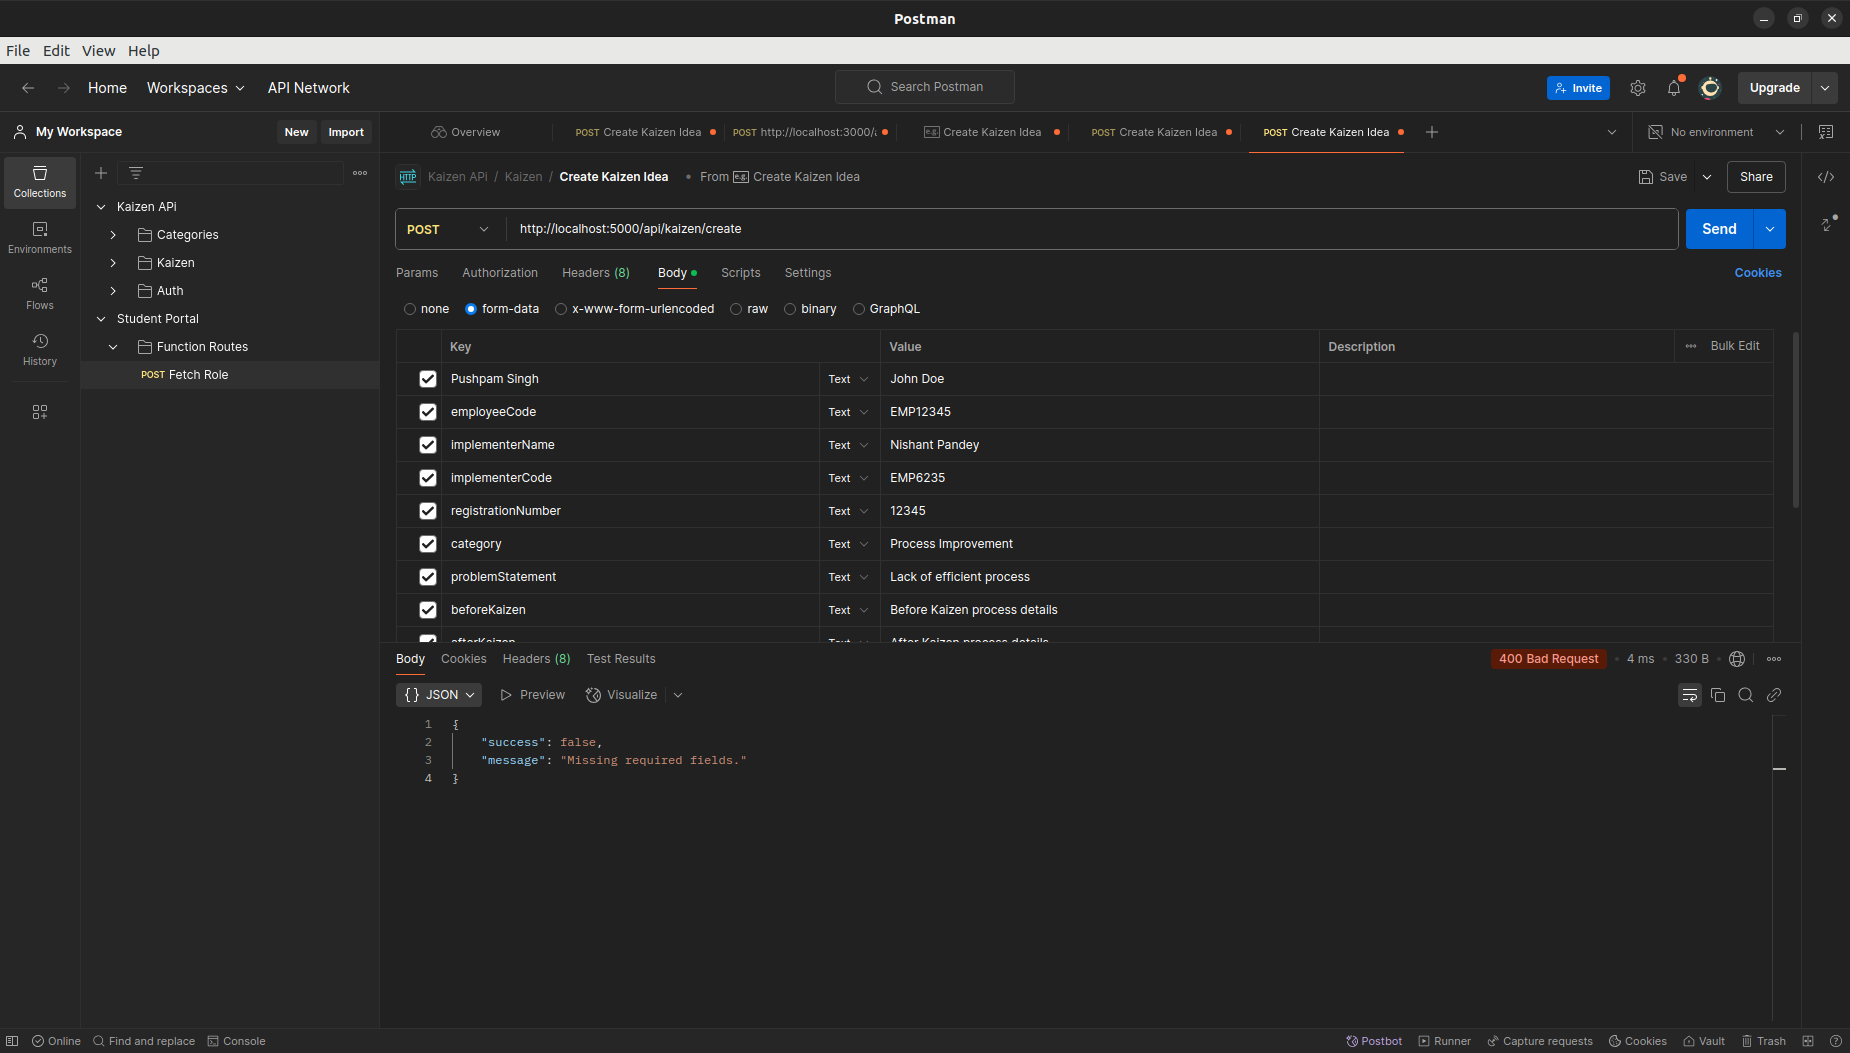 Postman
File Edit View Help
Home Workspaces API Network
Search Postman
Invite
Upgrade
My Workspace
New Import
Overview
POST Create Kaizen Idea
POST http://localhost:3000/
e.g. Create Kaizen Idea
POST Create Kaizen Idea
POST Create Kaizen Idea
No environment
Collections
Environments
Flows
History
Kaizen APi
Categories
Kaizen
Auth
Student Portal
Function Routes
POST Fetch Role
HTTP Kaizen APi / Kaizen / Create Kaizen Idea • From e.g. Create Kaizen Idea
Save
Share
POST http://localhost:5000/api/kaizen/create
Send
Params Authorization Headers (8) Body Scripts Settings
Cookies
none form-data x-www-form-urlencoded raw binary GraphQL
Key Value Description Bulk Edit
Pushpam Singh Text John Doe
employeeCode Text EMP12345
implementerName Text Nishant Pandey
implementerCode Text EMP6235
registrationNumber Text 12345
category Text Process Improvement
problemStatement Text Lack of efficient process
beforeKaizen Text Before Kaizen process details
afterKaizen Text After Kaizen process details
Body Cookies Headers (8) Test Results
400 Bad Request • 4 ms • 330 B
{} JSON Preview Visualize
1 {
2 "success": false,
3 "message": "Missing required fields."
4 }
Online Find and replace Console
Postbot Runner Capture requests Cookies Vault Trash